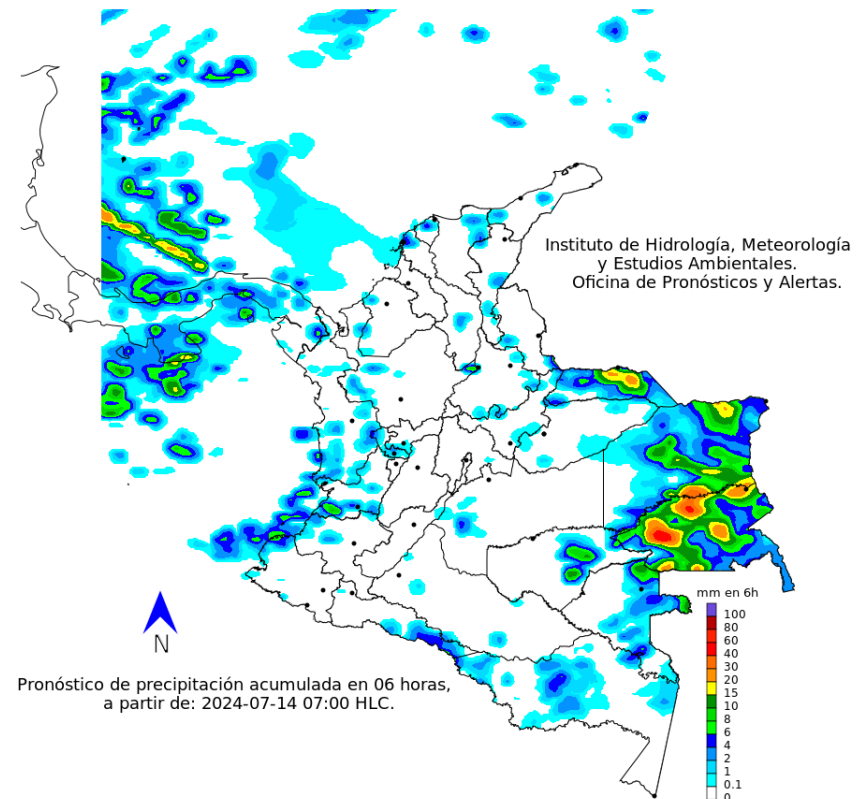 Instituto de Hidrología, Meteorología
y Estudios Ambientales.
Oficina de Pronósticos y Alertas.
mm en 6h
100
80
60
40
30
20
15
10
8
6
4
2
1
0.1
0
N
Pronóstico de precipitación acumulada en 06 horas,
a partir de: 2024-07-14 07:00 HLC.